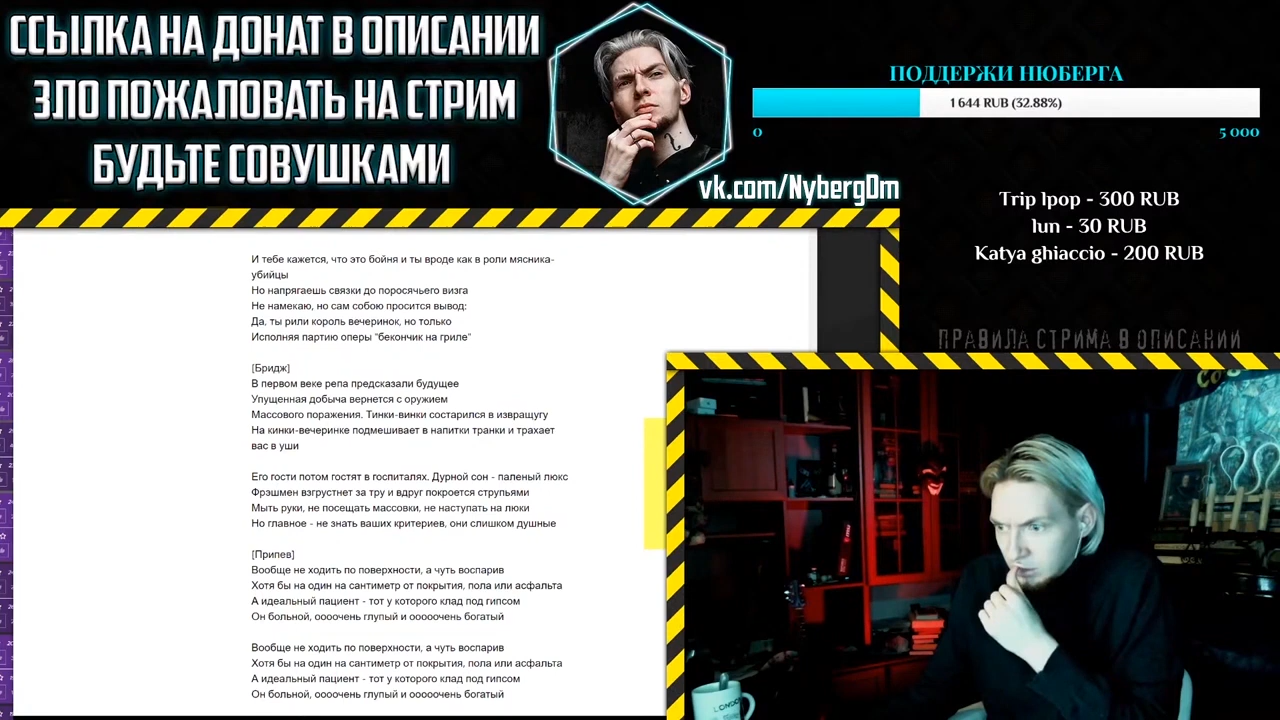 ССЫЛКА НА ДОНАТ В ОПИСАНИИ
ЗЛО ПОЖАЛОВАТЬ НА СТРИМ
БУДЬТЕ СОВУШКАМИ
vk.com/NybergDm
ПОДДЕРЖИ НЮБЕРГА
1 644 RUB (32.88%)
0
5 000
Trip lpop - 300 RUB
lun - 30 RUB
Katya ghiaccio - 200 RUB
ПРАВИЛА СТРИМА В ОПИСАНИИ
И тебе кажется, что это бойня и ты вроде как в роли мясника-
убийцы
Но напрягаешь связки до поросячьего визга
Не намекаю, но сам собою просится вывод:
Да, ты рили король вечеринок, но только
Исполняя партию оперы "бекончик на гриле"
[Бридж]
В первом веке репа предсказали будущее
Упущенная добыча вернется с оружием
Массового поражения. Тинки-винки состарился в извращугу
На кинки-вечеринке подмешивает в напитки транки и трахает
вас в уши
Его гости потом гостят в госпиталях. Дурной сон - паленый люкс
Фрэшмен взгрустнет за тру и вдруг покроется струпьями
Мыть руки, не посещать массовки, не наступать на люки
Но главное - не знать ваших критериев, они слишком душные
[Припев]
Вообще не ходить по поверхности, а чуть воспарив
Хотя бы на один на сантиметр от покрытия, пола или асфальта
А идеальный пациент - тот у которого клад под гипсом
Он больной, оооочень глупый и ооооочень богатый
Вообще не ходить по поверхности, а чуть воспарив
Хотя бы на один на сантиметр от покрытия, пола или асфальта
А идеальный пациент - тот у которого клад под гипсом
Он больной, оооочень глупый и ооооочень богатый
LONDON